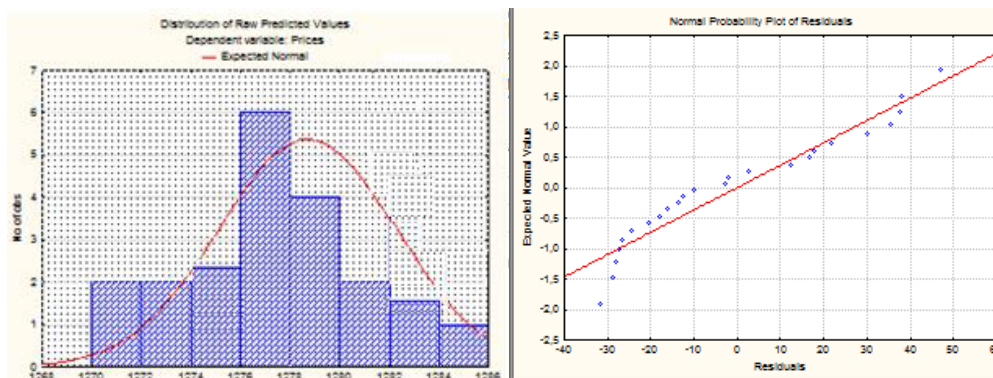 Distribution of Raw Predicted Values
Dependent variable: Prices
Expected Normal
7
6
5
4
3
2
1
0
No of obs
1268 1270 1272 1274 1276 1278 1280 1282 1284 1286
Normal Probability Plot of Residuals
2,5
2,0
1,5
1,0
0,5
0,0
-0,5
-1,0
-1,5
-2,0
-2,5
Expected Normal Value
-40 -30 -20 -10 0 10 20 30 40 50 60
Residuals